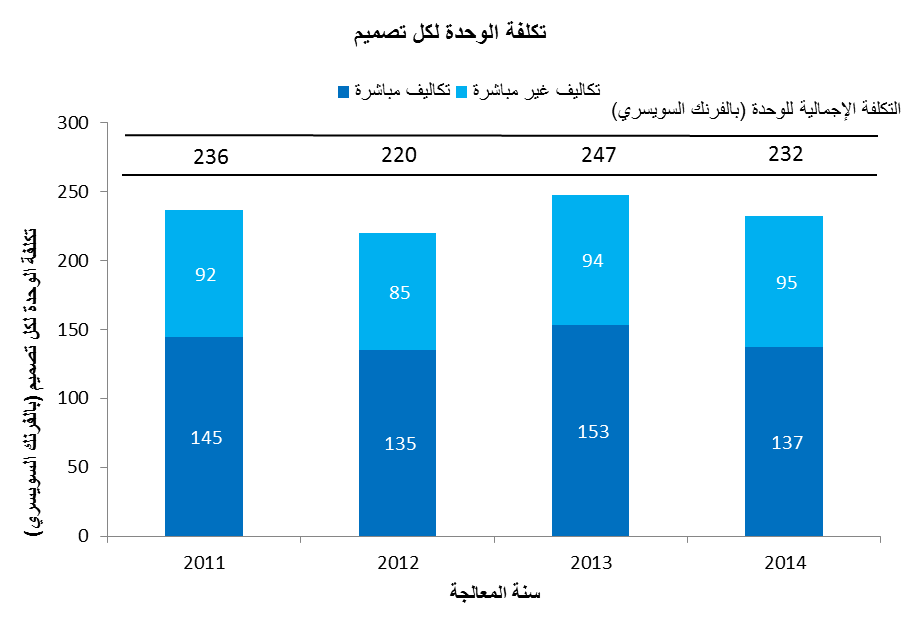 تكلفة الوحدة لكل تصميم
تكاليف غير مباشرة تكاليف مباشرة
التكلفة الإجمالية للوحدة (بالفرنك السويسري)
300
236 220 247 232
250
200
150
100
50
0
92 85 94 95
145 135 153 137
تكلفة الوحدة لكل تصميم (بالفرنك السويسري)
2011 2012 2013 2014
سنة المعالجة